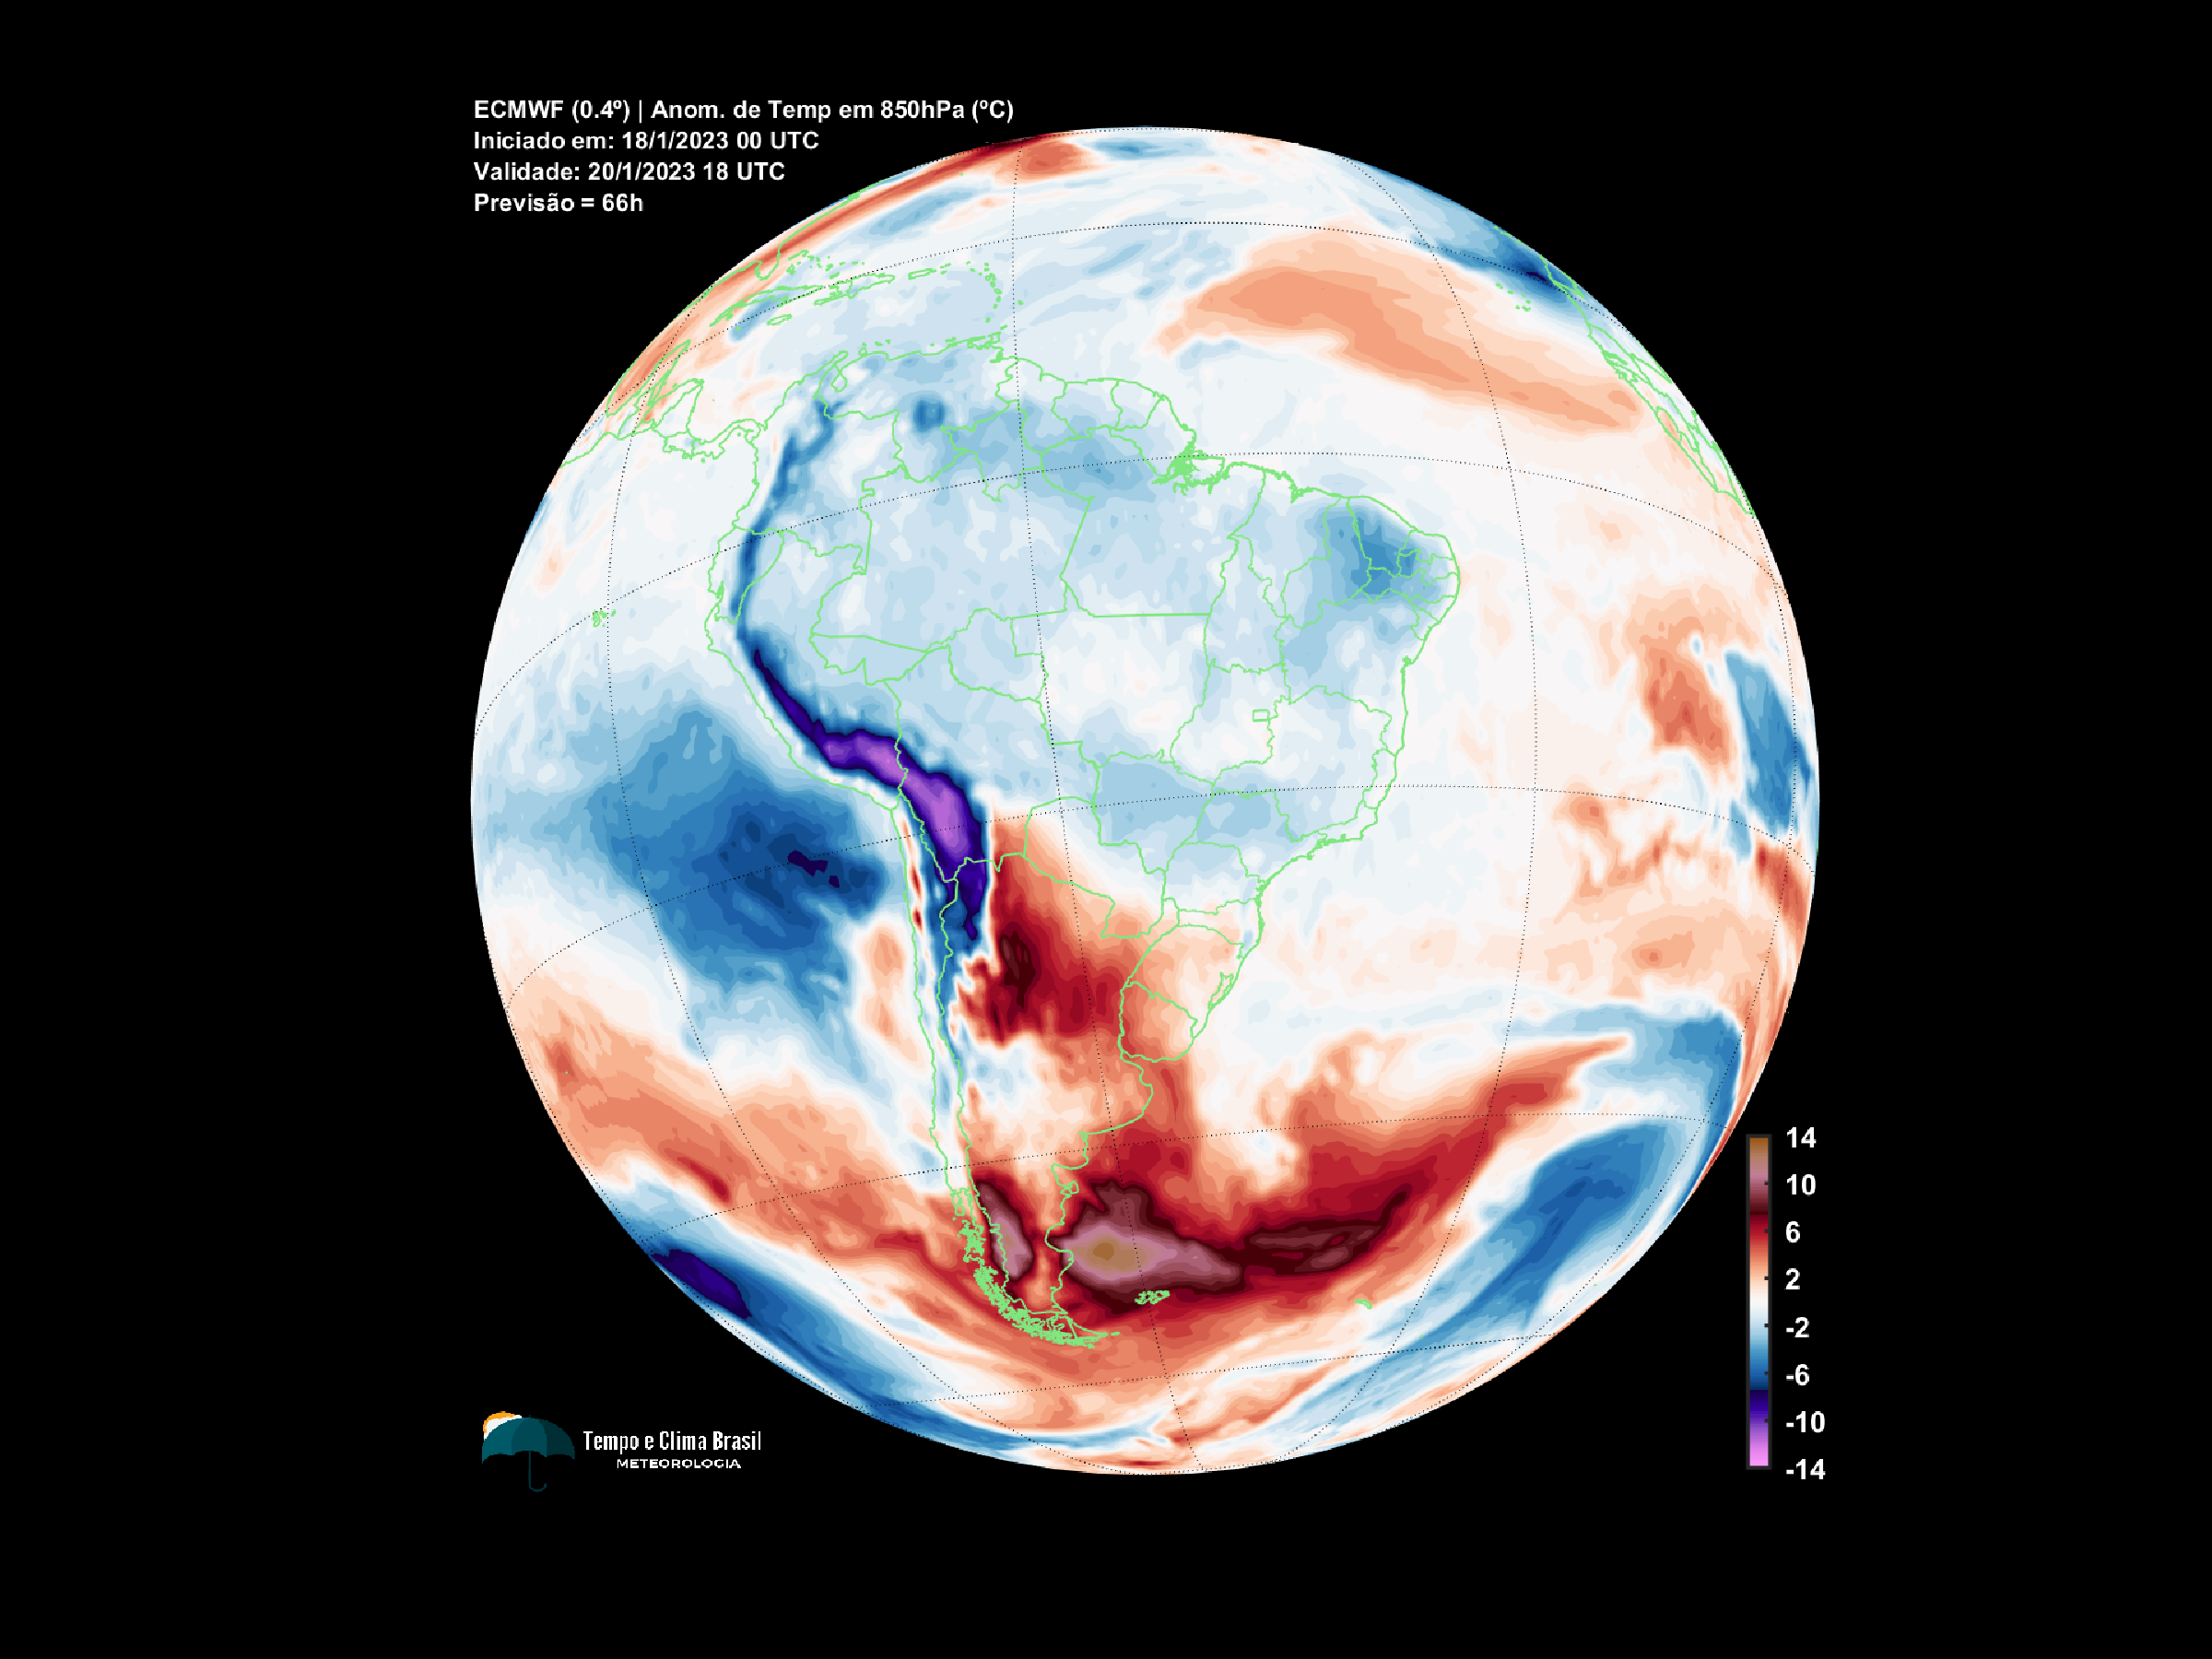 ECMWF (0.4º) | Anom. de Temp em 850hPa (ºC)
Iniciado em: 18/1/2023 00 UTC
Validade: 20/1/2023 18 UTC
Previsão = 66h
14
10
6
2
-2
-6
-10
-14
Tempo e Clima Brasil
METEOROLOGIA